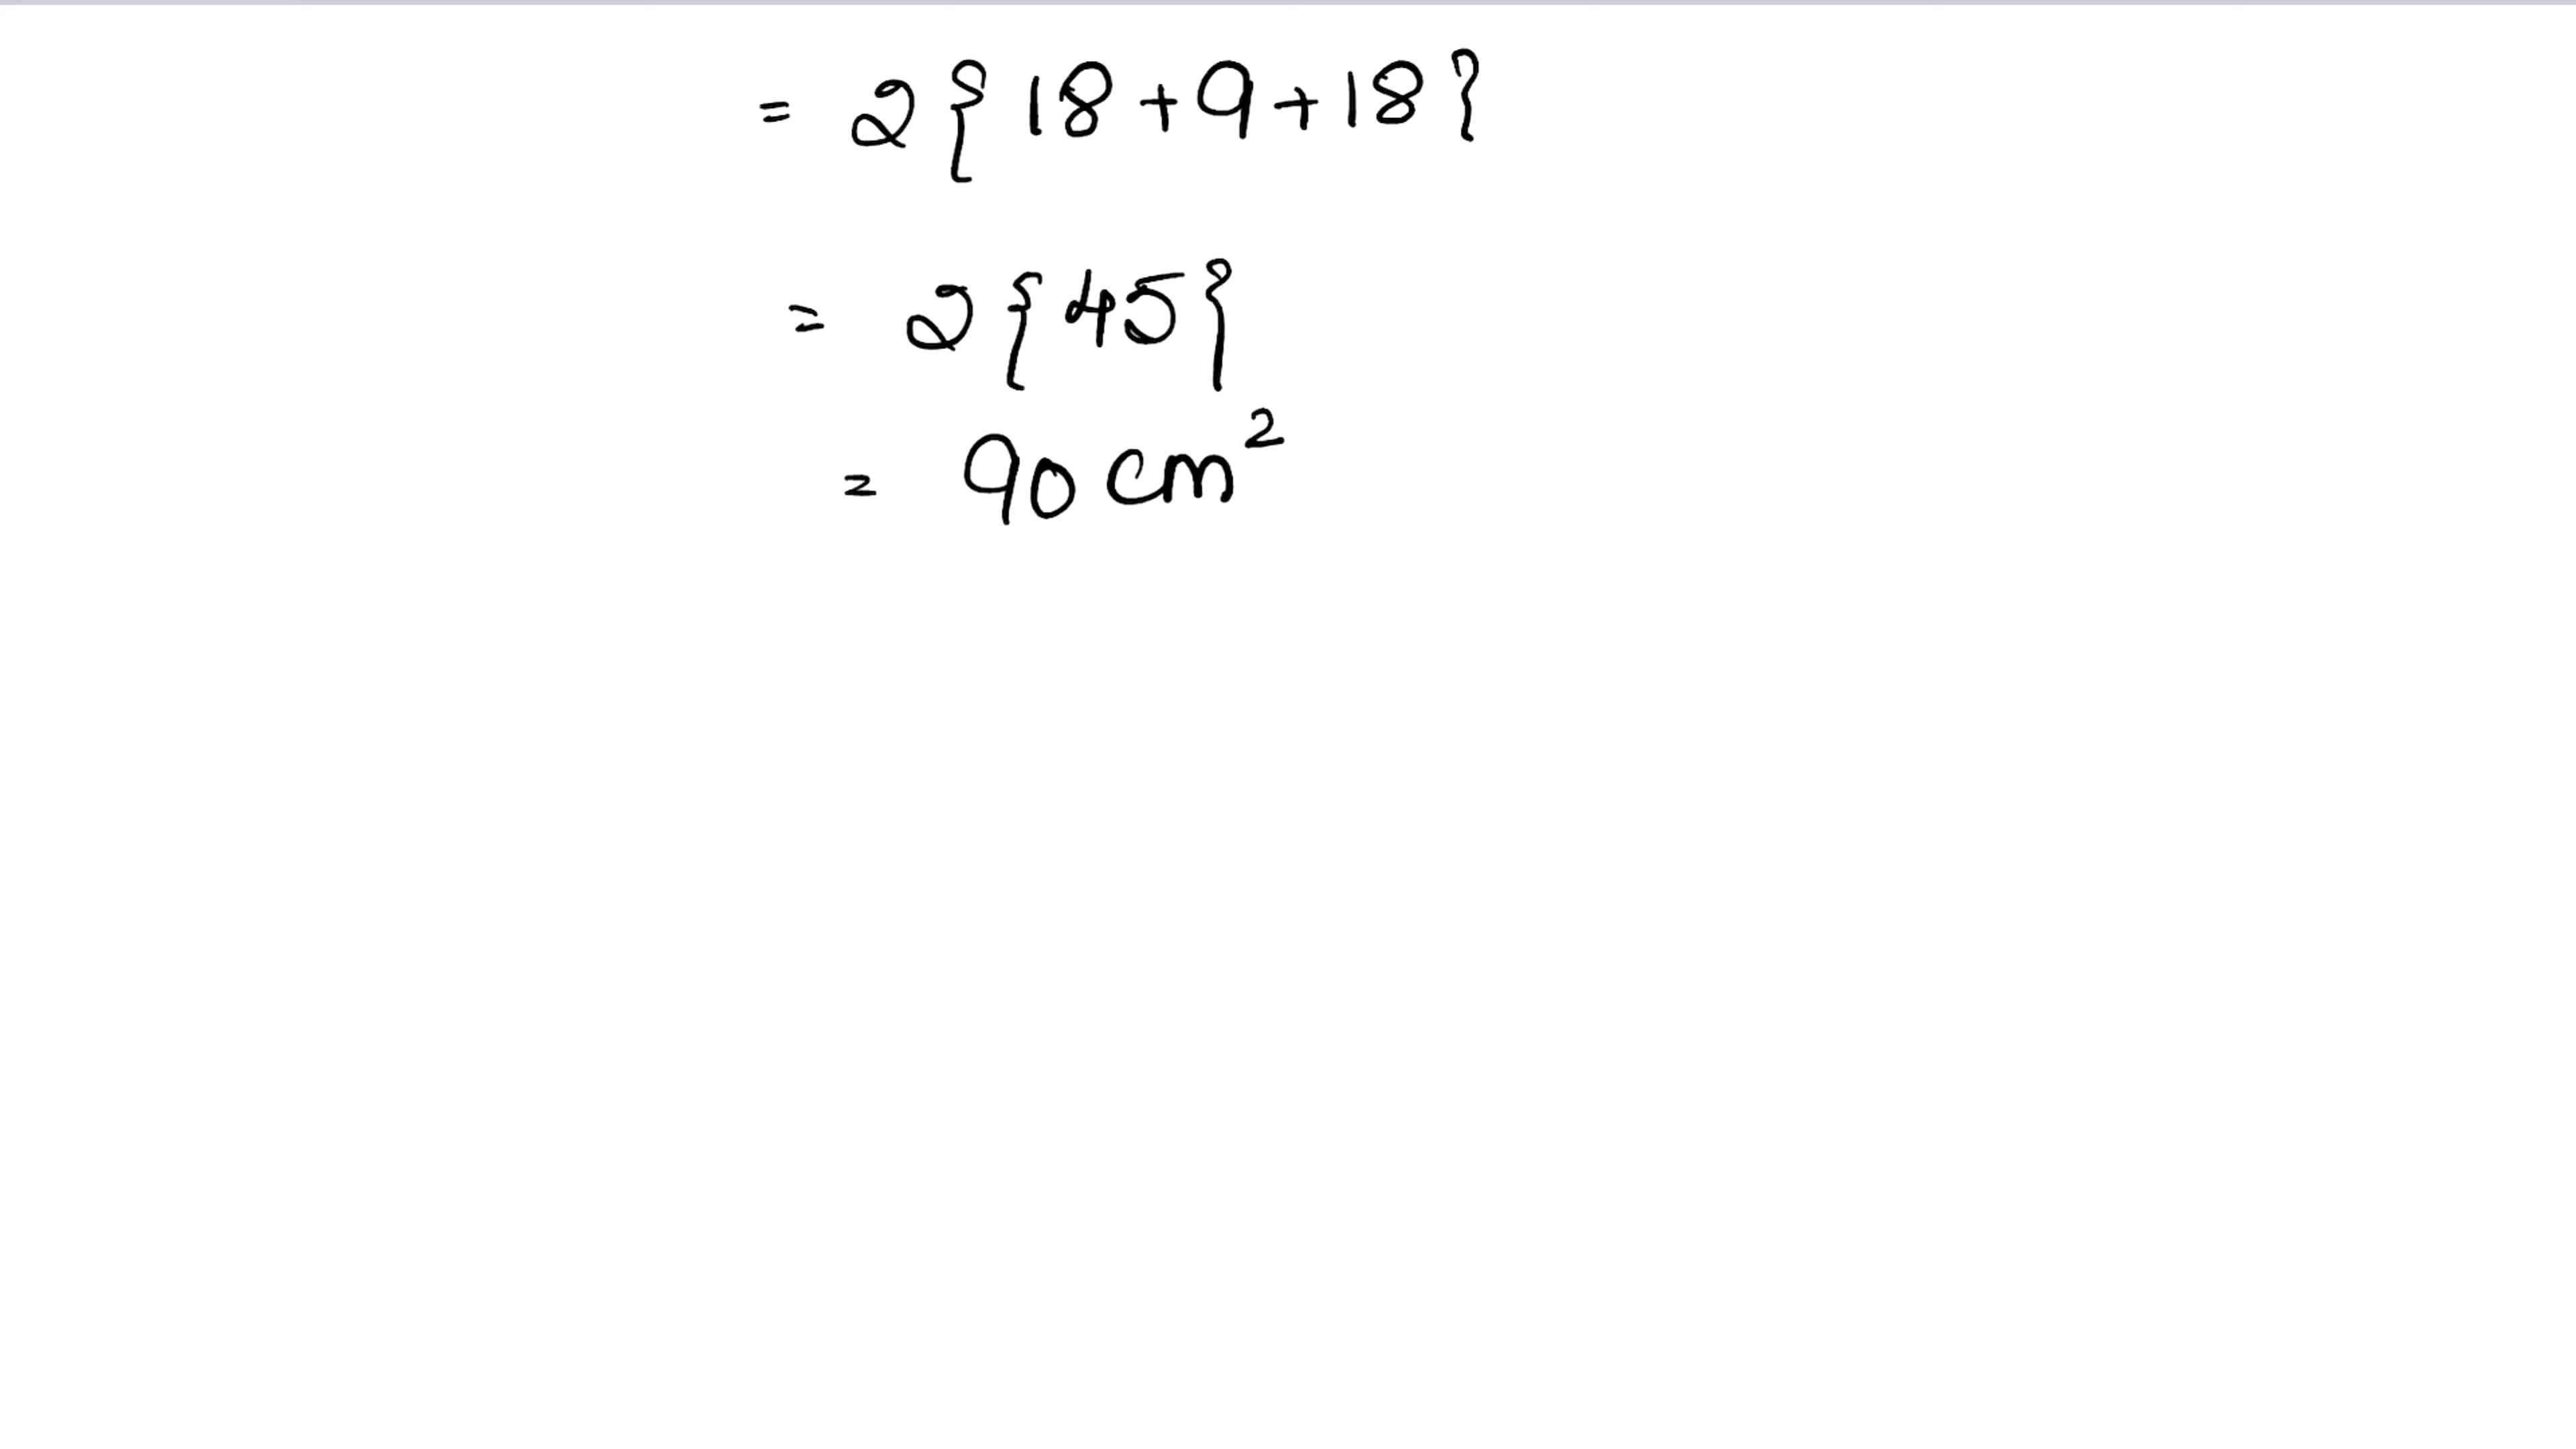 = 2{18+9+18}
= 2{45}
= 90 cm²